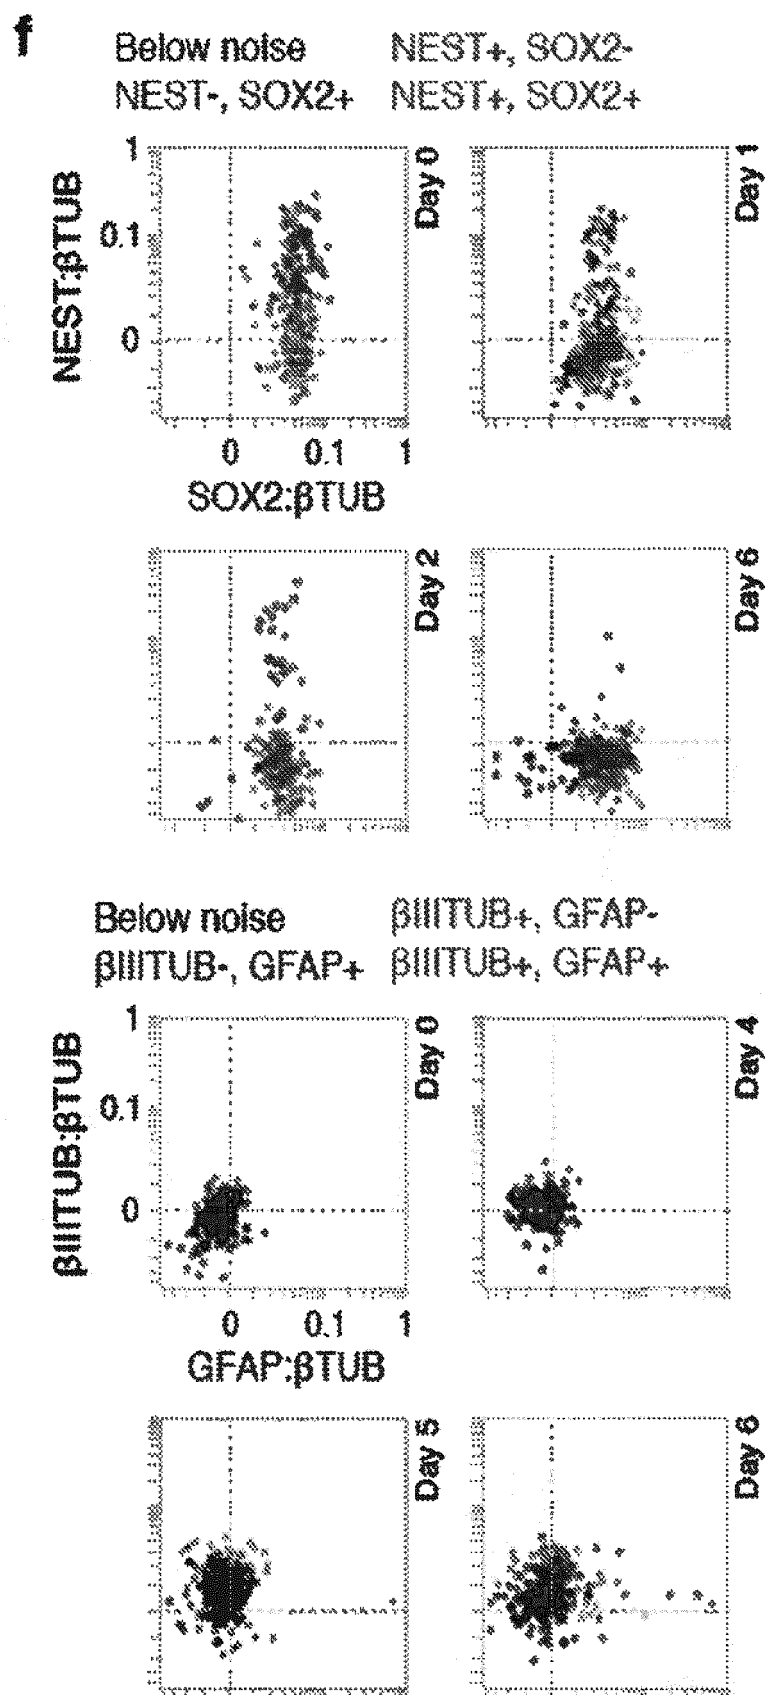 f
Below noise NEST+, SOX2-
NEST-, SOX2+ NEST+, SOX2+
NEST:βTUB
1
0.1
0
Day 0
Day 1
0 0.1 1
SOX2:βTUB
Day 2
Day 6
Below noise βIIITUB+, GFAP-
βIIITUB-, GFAP+ βIIITUB+, GFAP+
βIIITUB:βTUB
1
0.1
0
Day 0
Day 4
0 0.1 1
GFAP:βTUB
Day 5
Day 6